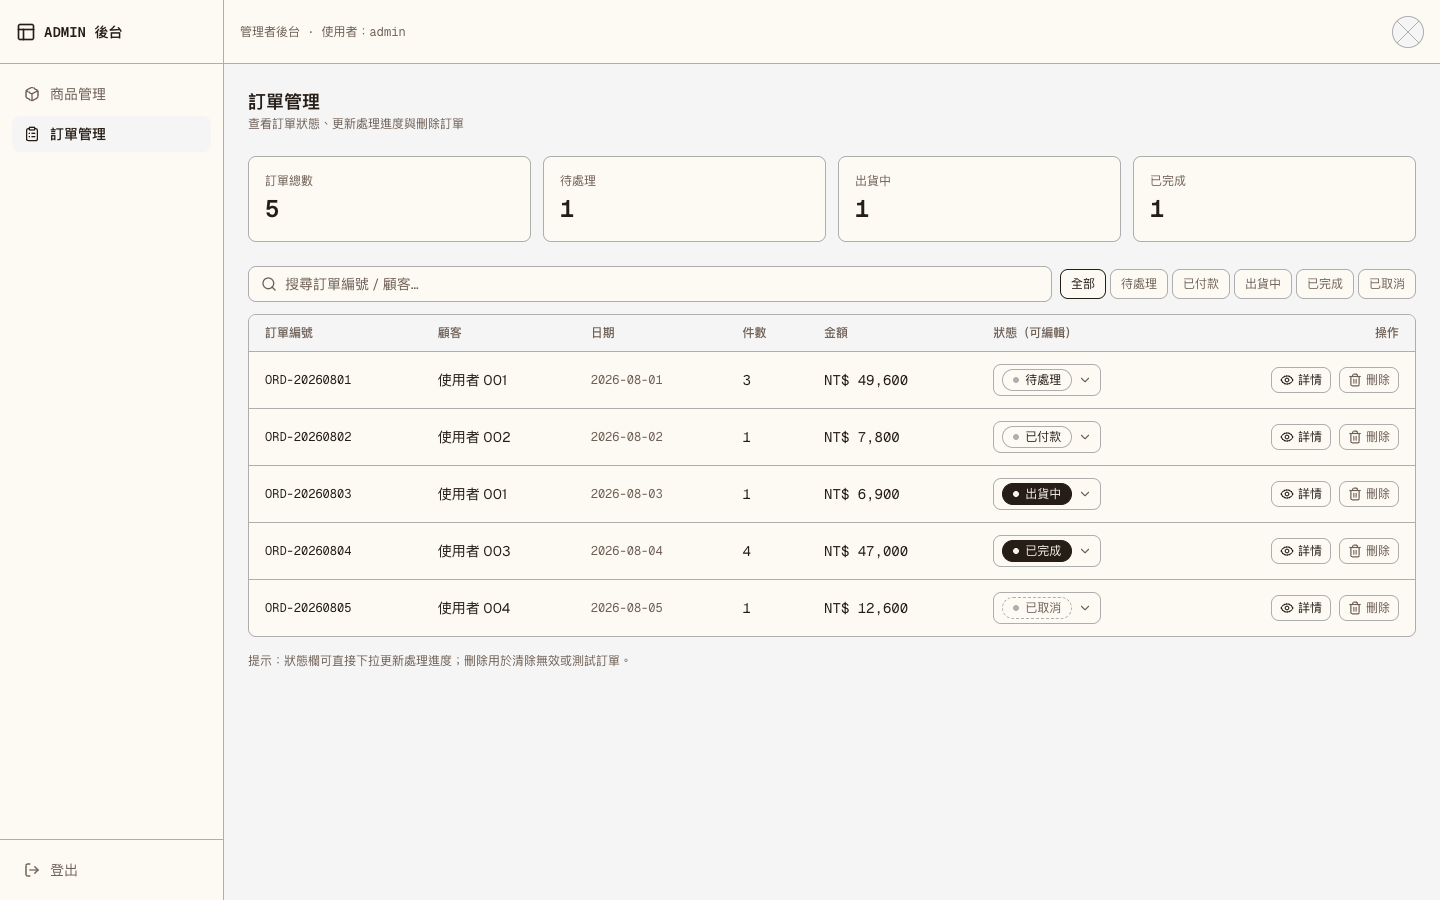 ADMIN 後台
管理者後台 · 使用者：admin
商品管理
訂單管理
登出
訂單管理
查看訂單狀態、更新處理進度與刪除訂單
訂單總數
5
待處理
1
出貨中
1
已完成
1
搜尋訂單編號 / 顧客…
全部 待處理 已付款 出貨中 已完成 已取消
訂單編號 顧客 日期 件數 金額 狀態（可編輯） 操作
ORD-20260801 使用者 001 2026-08-01 3 NT$ 49,600 待處理 詳情 刪除
ORD-20260802 使用者 002 2026-08-02 1 NT$ 7,800 已付款 詳情 刪除
ORD-20260803 使用者 001 2026-08-03 1 NT$ 6,900 出貨中 詳情 刪除
ORD-20260804 使用者 003 2026-08-04 4 NT$ 47,000 已完成 詳情 刪除
ORD-20260805 使用者 004 2026-08-05 1 NT$ 12,600 已取消 詳情 刪除
提示：狀態欄可直接下拉更新處理進度；刪除用於清除無效或測試訂單。